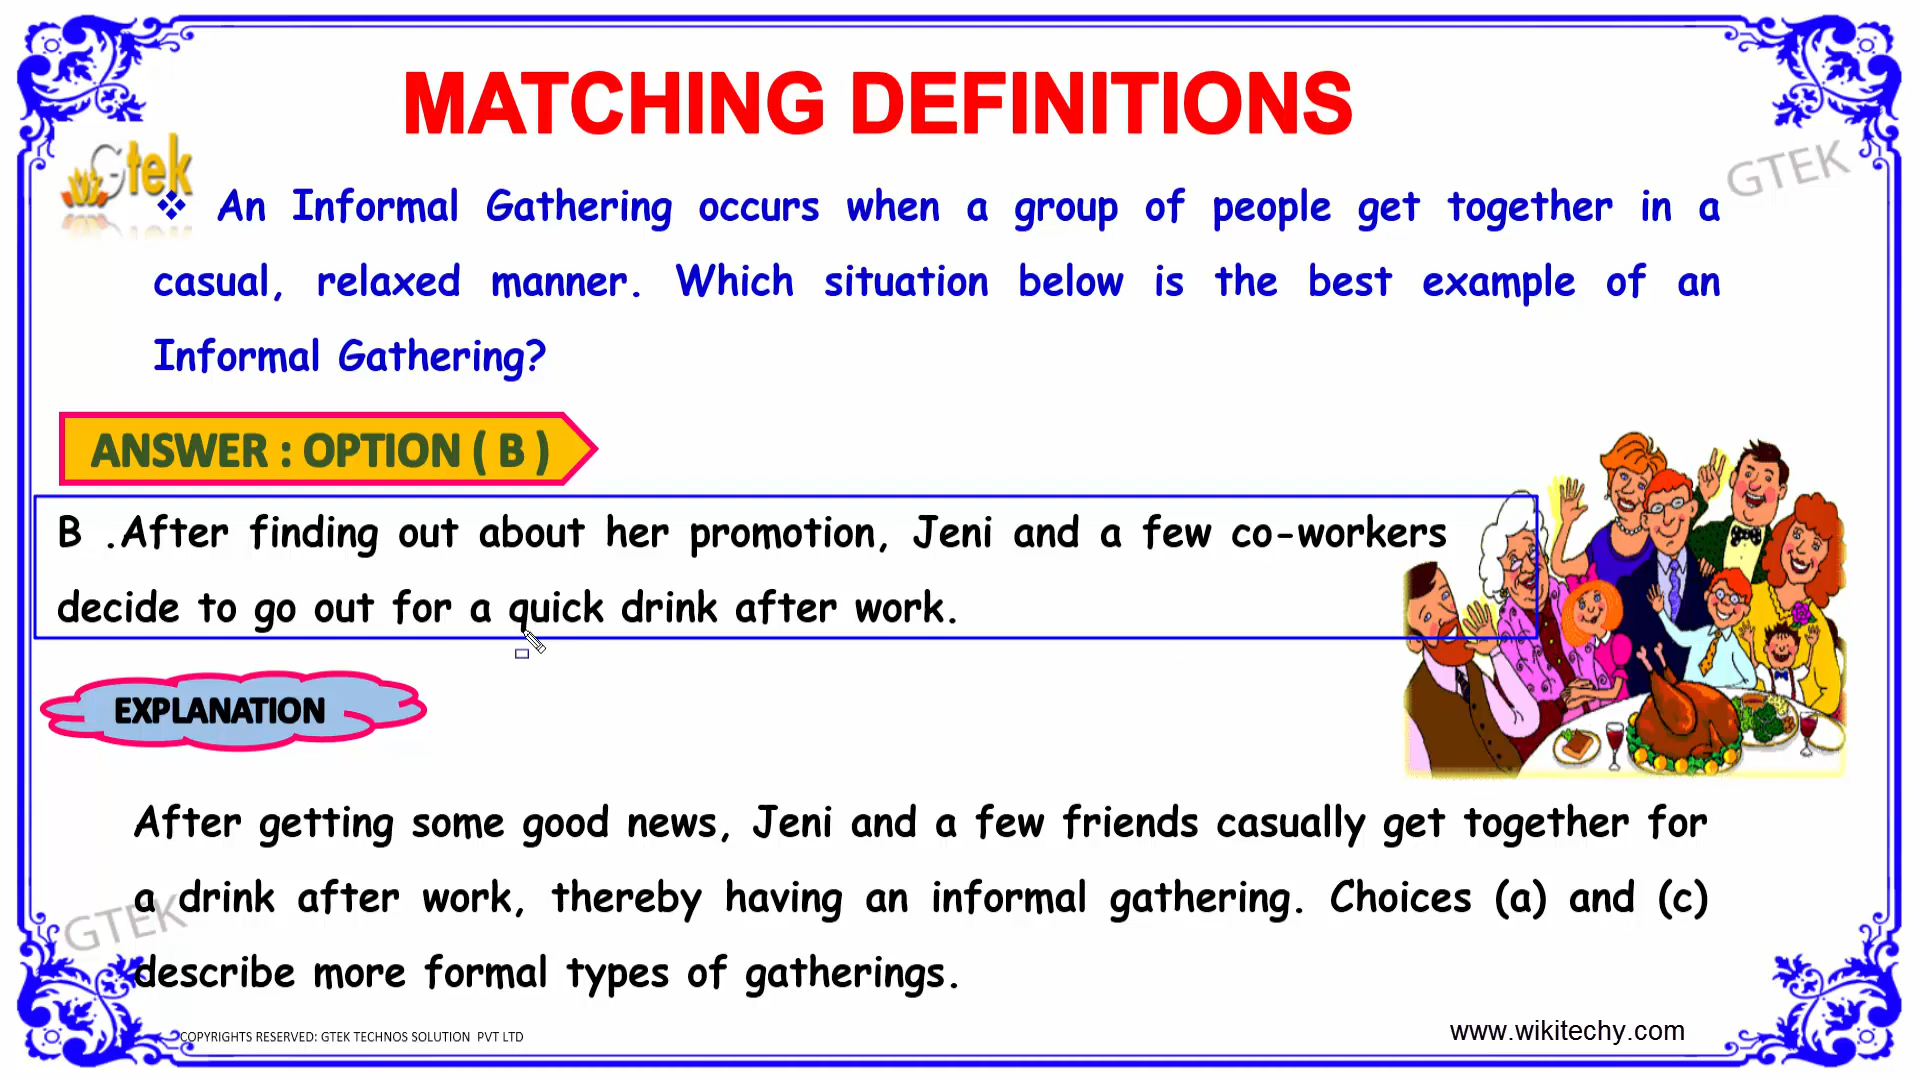 MATCHING DEFINITIONS
Gtek
GTEK
❖ An Informal Gathering occurs when a group of people get together in a
casual, relaxed manner. Which situation below is the best example of an
Informal Gathering?
ANSWER : OPTION ( B )
B .After finding out about her promotion, Jeni and a few co-workers
decide to go out for a quick drink after work.
EXPLANATION
After getting some good news, Jeni and a few friends casually get together for
a drink after work, thereby having an informal gathering. Choices (a) and (c)
GTEK
describe more formal types of gatherings.
COPYRIGHTS RESERVED: GTEK TECHNOS SOLUTION PVT LTD
www.wikitechy.com